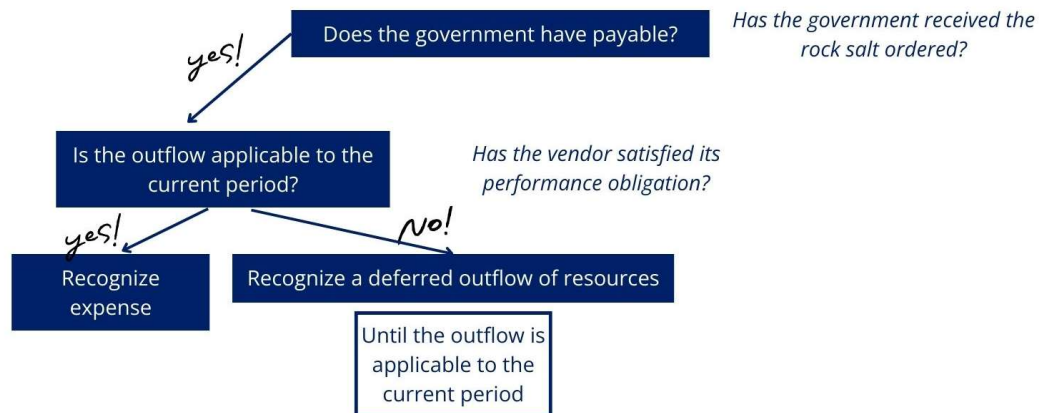 Does the government have payable?
Has the government received the
rock salt ordered?
yes!
Is the outflow applicable to the
current period?
Has the vendor satisfied its
performance obligation?
yes!
No!
Recognize
expense
Recognize a deferred outflow of resources
Until the outflow is
applicable to the
current period